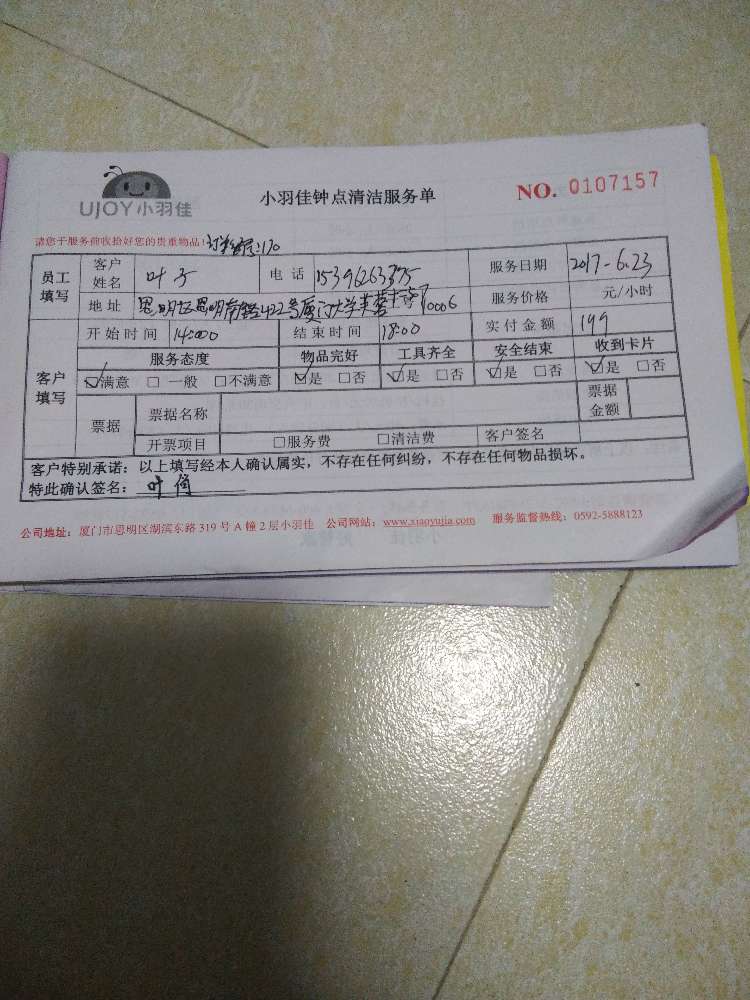 UJOY小羽佳
小羽佳钟点清洁服务单
NO. 0107157
请您于服务前收拾好您的贵重物品!
员工填写 客户姓名 叶 电话 服务日期 2017-6.23
地址 思明区思明南路422号厦门大学芙蓉 服务价格 元/小时
客户填写 开始时间 14:00 结束时间 18:00 实付金额 199
服务态度 物品完好 工具齐全 安全结束 收到卡片
☑满意 □一般 □不满意 ☑是 □否 ☑是 □否 ☑是 □否 ☑是 □否
票据 票据名称 票据金额
开票项目 □服务费 □清洁费 客户签名
客户特别承诺:以上填写经本人确认属实,不存在任何纠纷,不存在任何物品损坏。
特此确认签名: 叶
公司地址:厦门市思明区湖滨东路 319 号 A 幢 2 层小羽佳 公司网站:www.xiaoyujia.com 服务监督热线:0592-5888123